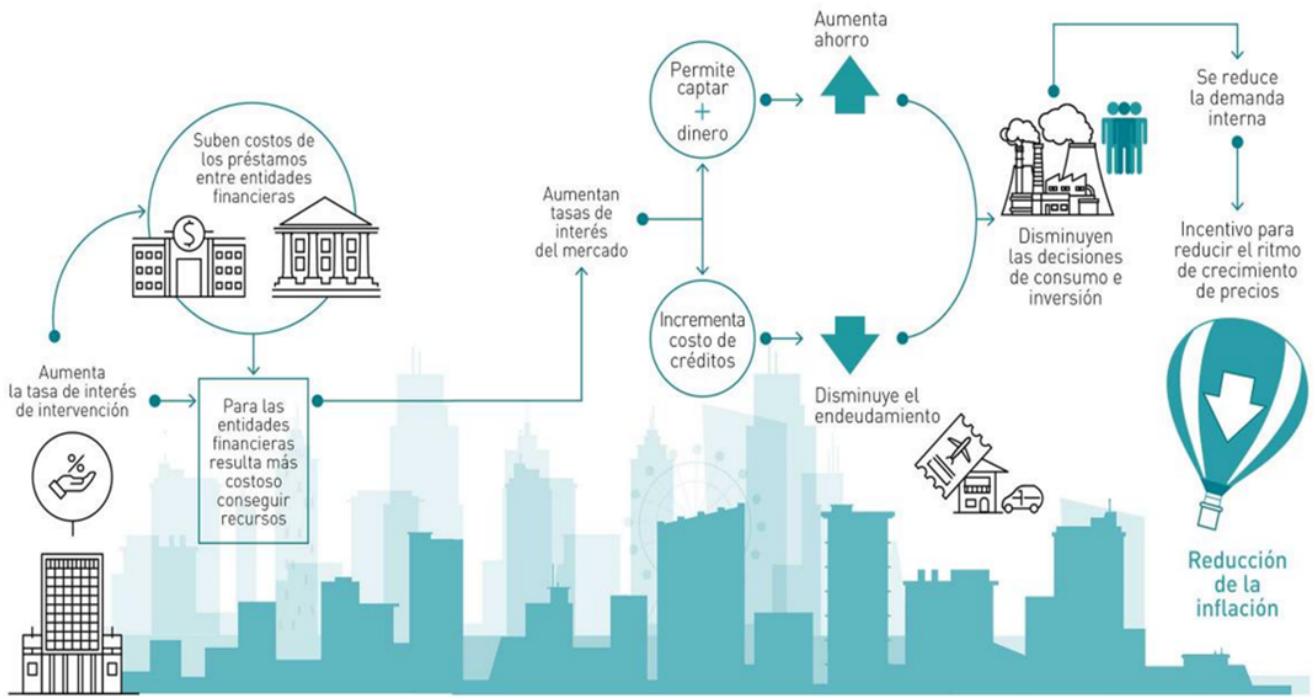 Aumenta
la tasa de interés
de intervención
%
Suben costos de
los préstamos
entre entidades
financieras
$
Para las
entidades
financieras
resulta más
costoso
conseguir
recursos
Aumentan
tasas de
interés
del mercado
Permite
captar
+
dinero
Aumenta
ahorro
Incrementa
costo de
créditos
Disminuye el
endeudamiento
Disminuyen
las decisiones
de consumo e
inversión
Se reduce
la demanda
interna
Incentivo para
reducir el ritmo
de crecimiento
de precios
Reducción
de la
inflación